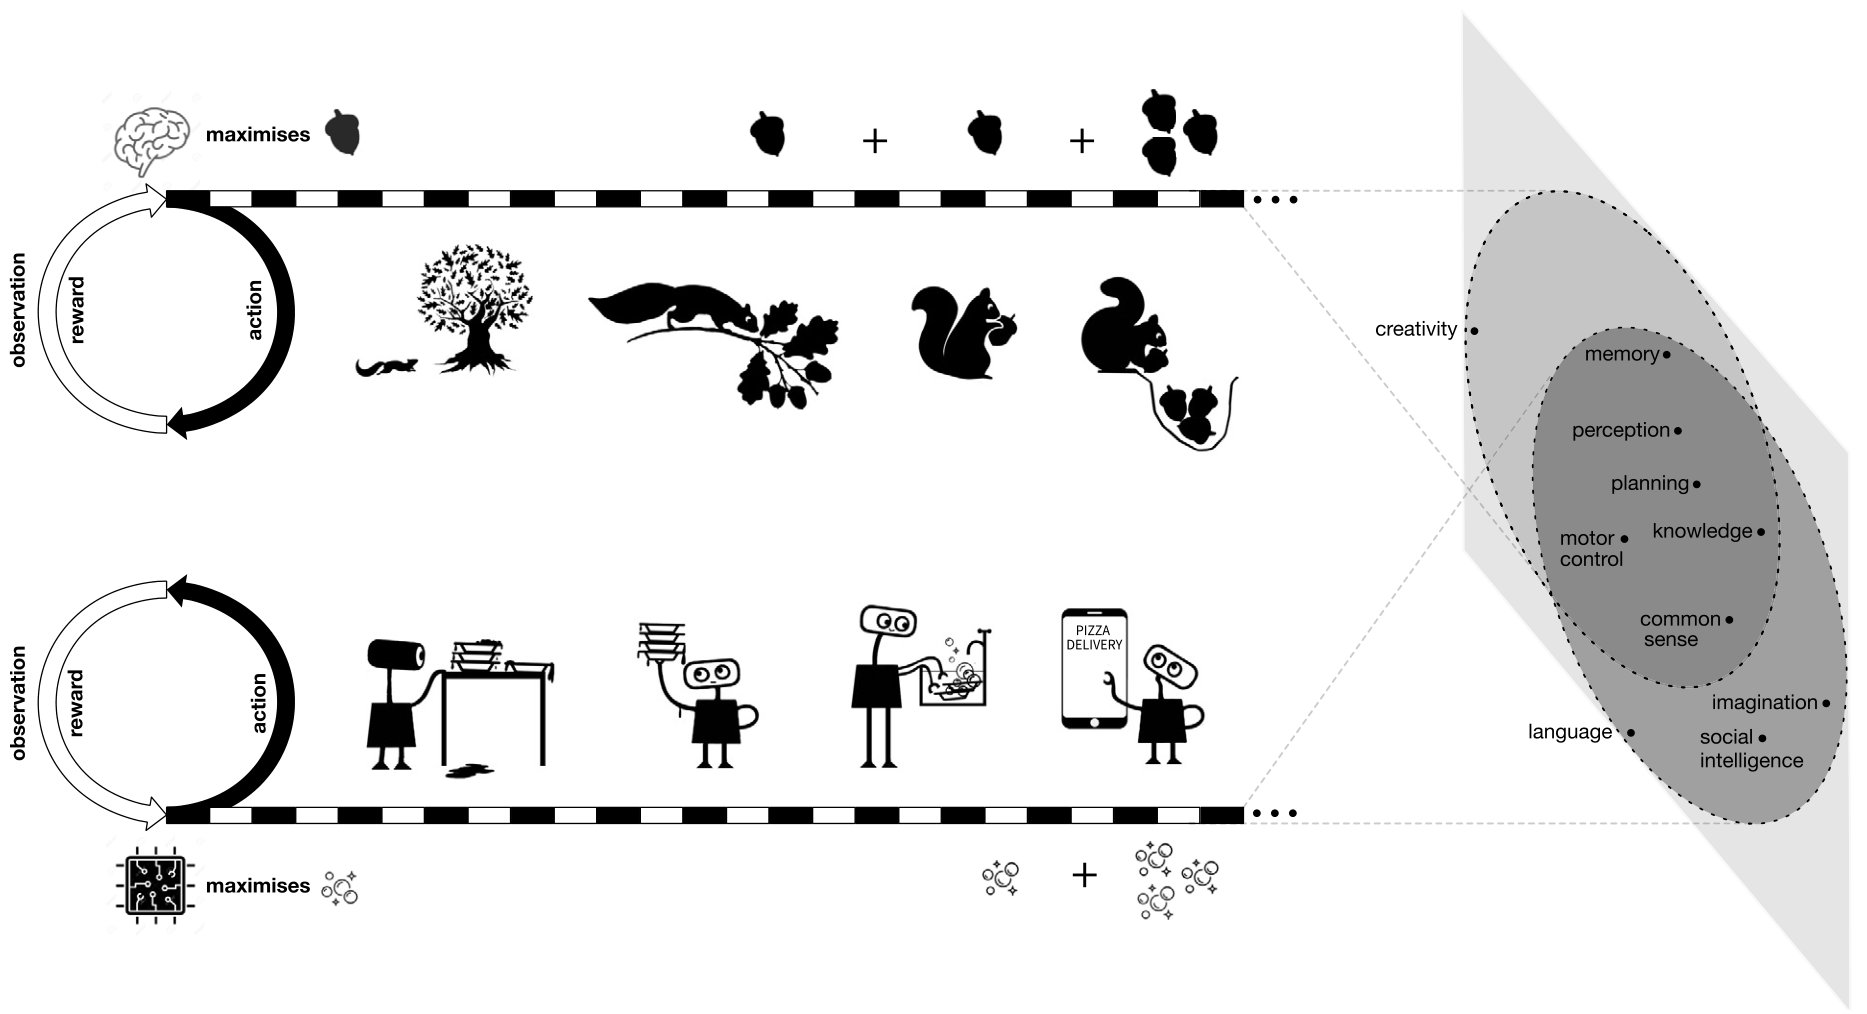 maximises
+
+
observation
reward
action
creativity
memory
perception
planning
knowledge
motor
control
common
sense
imagination
language
social
intelligence
observation
reward
action
PIZZA
DELIVERY
maximises
+